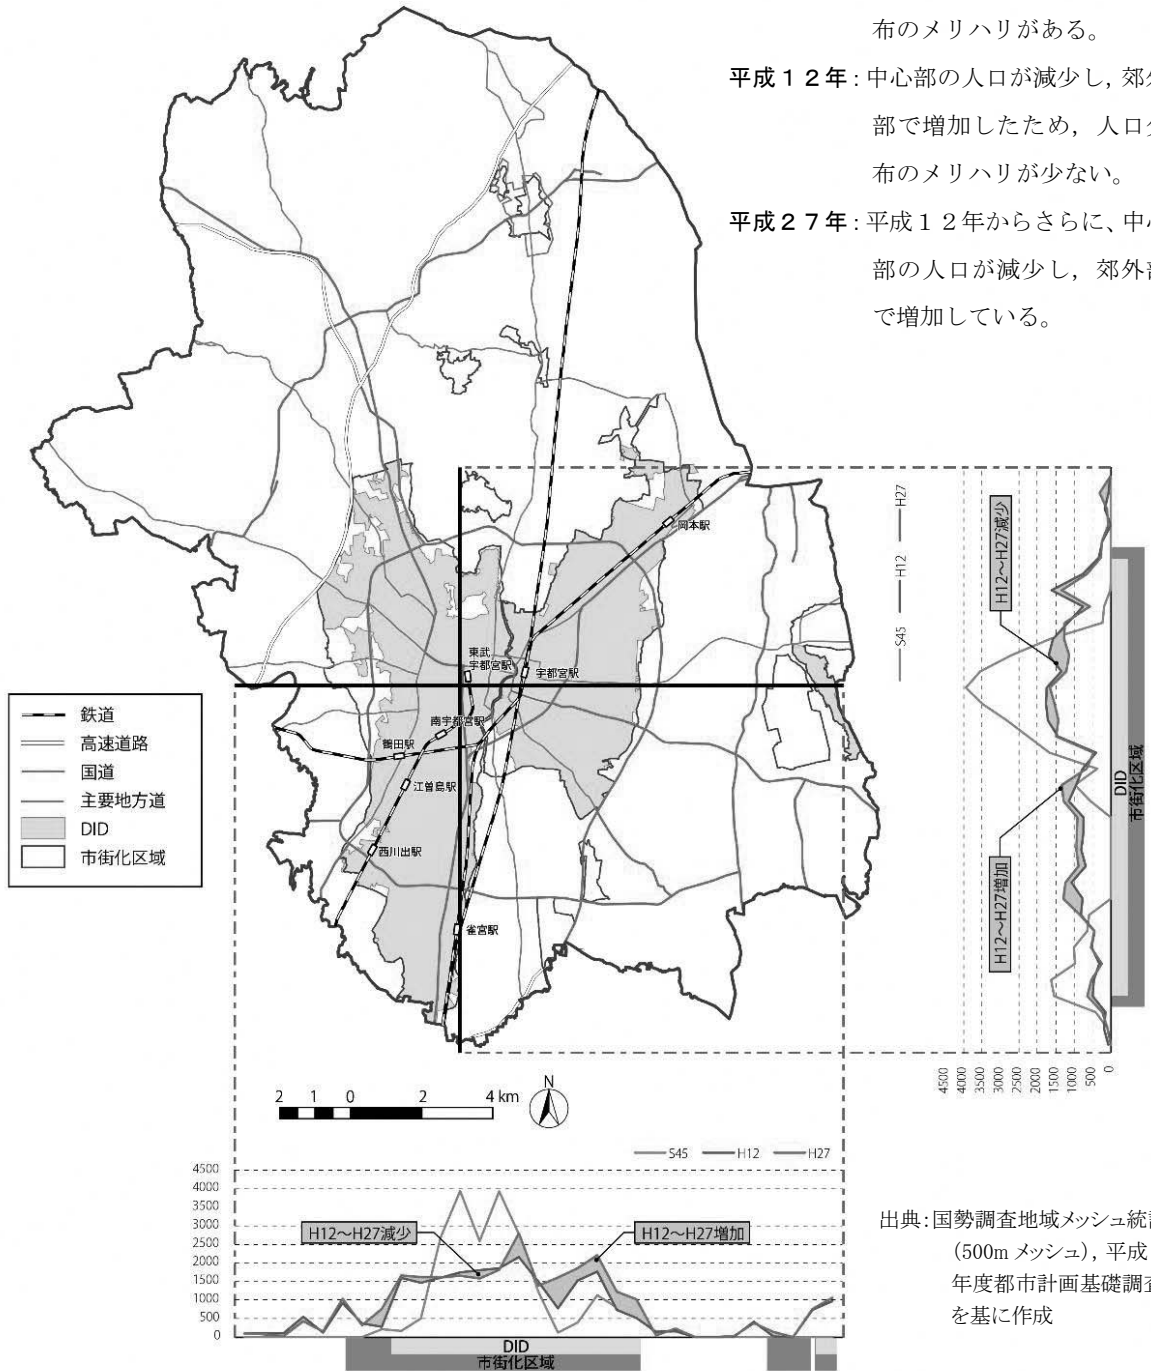 布のメリハリがある。
平成１２年：中心部の人口が減少し，郊外
部で増加したため，人口分
布のメリハリが少ない。
平成２７年：平成１２年からさらに、中心
部の人口が減少し，郊外部
で増加している。
岡本駅
東武
宇都宮駅
宇都宮駅
南宇都宮駅
鶴田駅
江曽島駅
西川田駅
雀宮駅
鉄道
高速道路
国道
主要地方道
DID
市街化区域
S45 H12 H27
H12～H27減少
H12～H27増加
DID
市街化区域
4500
4000
3500
3000
2500
2000
1500
1000
500
0
2 1 0 2 4 km
N
S45 H12 H27
4500
4000
3500
3000
2500
2000
1500
1000
500
0
H12～H27減少
H12～H27増加
DID
市街化区域
出典：国勢調査地域メッシュ統計
(500m メッシュ），平成
年度都市計画基礎調査
を基に作成